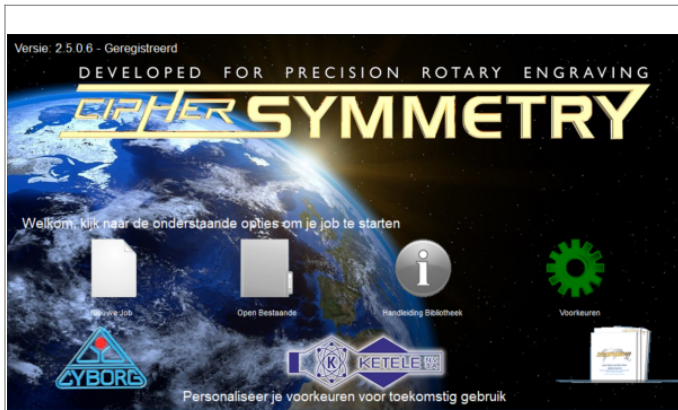 Versie: 2.5.0.6 - Geregistreerd
DEVELOPED FOR PRECISION ROTARY ENGRAVING
CIPHER SYMMETRY
Welkom, klik naar de onderstaande opties om je job te starten
Nieuwe Job
Open Bestaande
Handleiding Bibliotheek
Voorkeuren
CYBORG
K
KETELE
Personaliseer je voorkeuren voor toekomstig gebruik